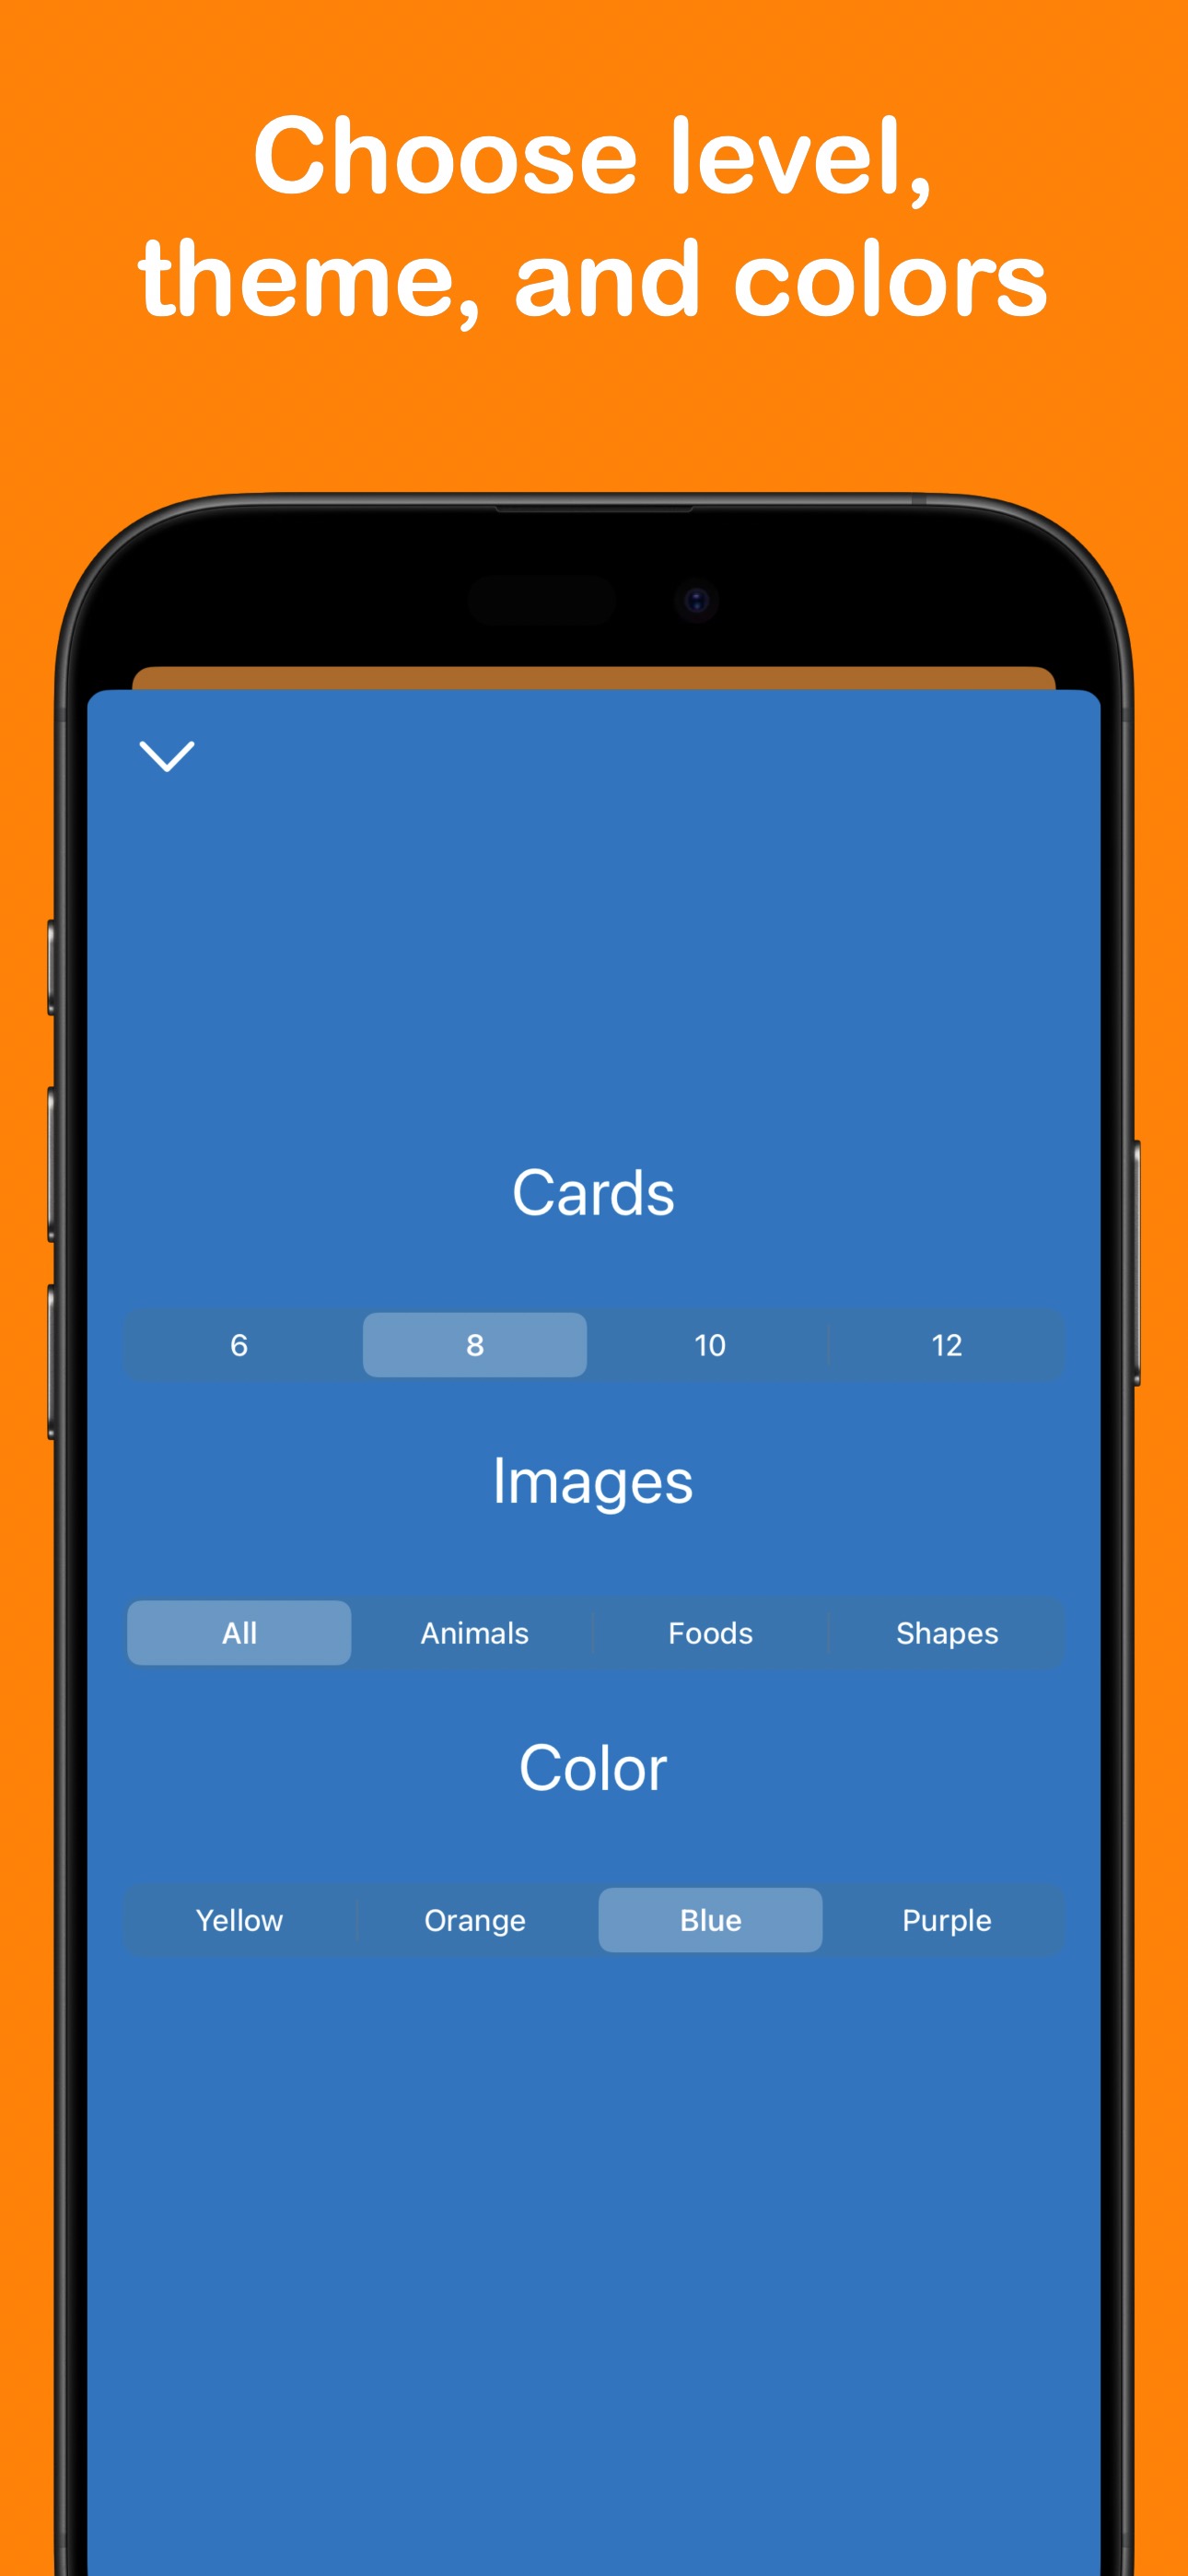 Choose level,
theme, and colors
Cards
6 8 10 12
Images
All Animals Foods Shapes
Color
Yellow Orange Blue Purple